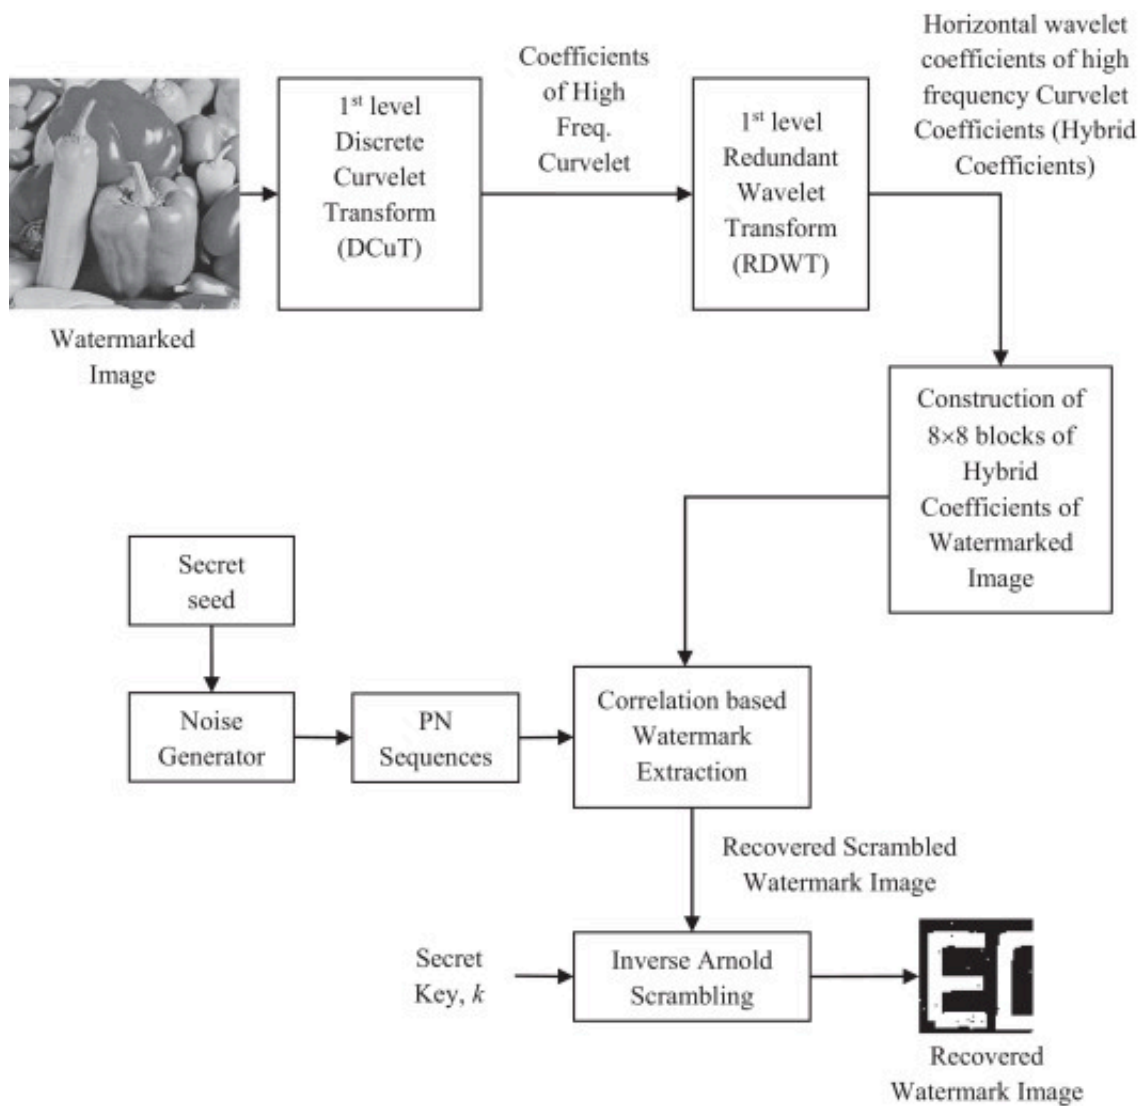 Watermarked
Image
1st level
Discrete
Curvelet
Transform
(DCuT)
Coefficients
of High
Freq.
Curvelet
1st level
Redundant
Wavelet
Transform
(RDWT)
Horizontal wavelet
coefficients of high
frequency Curvelet
Coefficients (Hybrid
Coefficients)
Construction of
8×8 blocks of
Hybrid
Coefficients of
Watermarked
Image
Secret
seed
Noise
Generator
PN
Sequences
Correlation based
Watermark
Extraction
Recovered Scrambled
Watermark Image
Secret
Key, k
Inverse Arnold
Scrambling
Recovered
Watermark Image